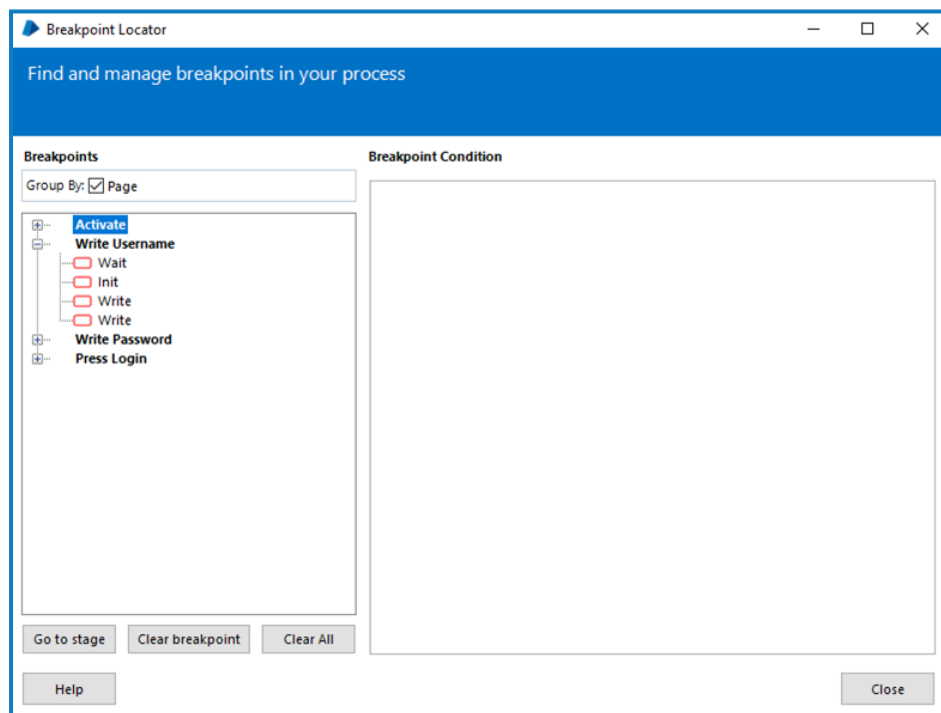 Breakpoint Locator
Find and manage breakpoints in your process
Breakpoints
Group By: Page
Activate
Write Username
Wait
Init
Write
Write
Write Password
Press Login
Go to stage
Clear breakpoint
Clear All
Breakpoint Condition
Help
Close